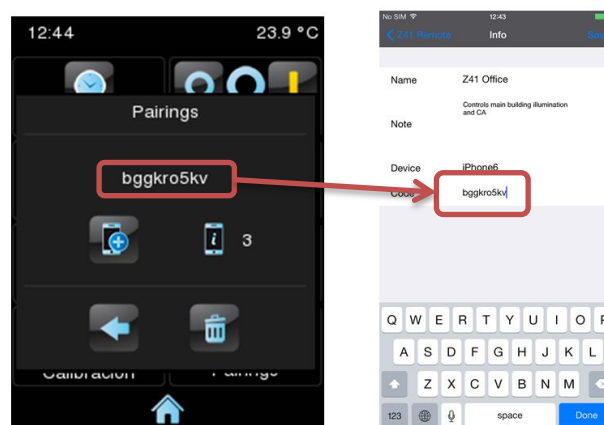 12:44 23.9 °C
Pairings
bggkro5kv
3
Calibración Pairings
No SIM 12:43
Z41 Remote Info Save
Name Z41 Office
Note Controls main building illumination
and CA
Device iPhone6
Code bggkro5kv
Q W E R T Y U I O P
A S D F G H J K L
Z X C V B N M
123 space Done